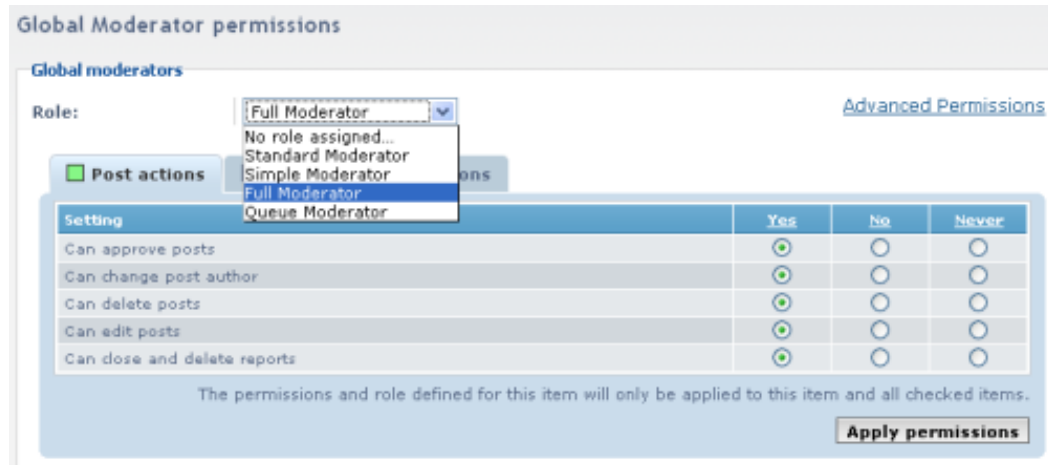 Global Moderator permissions
Global moderators
Role:
Full Moderator
Advanced Permissions
No role assigned...
Standard Moderator
Simple Moderator
Full Moderator
Queue Moderator
Post actions
Setting Yes No Never
Can approve posts
Can change post author
Can delete posts
Can edit posts
Can close and delete reports
The permissions and role defined for this item will only be applied to this item and all checked items.
Apply permissions